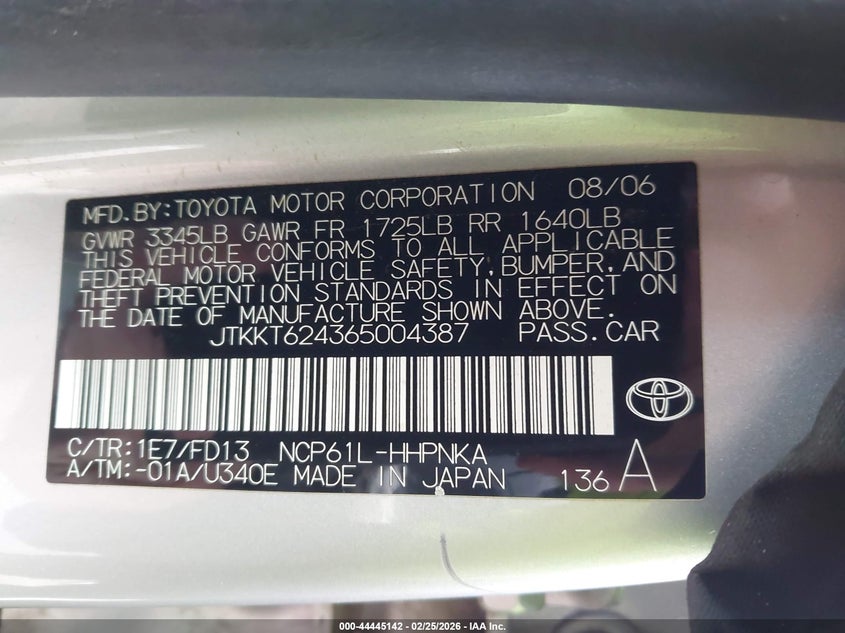 MFD.BY:TOYOTA MOTOR CORPORATION 08/06
GVWR 3345LB GAWR FR 1725LB RR 1640LB
THIS VEHICLE CONFORMS TO ALL APPLICABLE
FEDERAL MOTOR VEHICLE SAFETY,BUMPER,AND
THEFT PREVENTION STANDARDS IN EFFECT ON
THE DATE OF MANUFACTURE SHOWN ABOVE.
JTKKT624365004387 PASS.CAR
C/TR:1E7/FD13 NCP61L-HHPNKA
A/TM:-01A/U340E MADE IN JAPAN 136 A
000-44445142 - 02/25/2026 - IAA Inc.